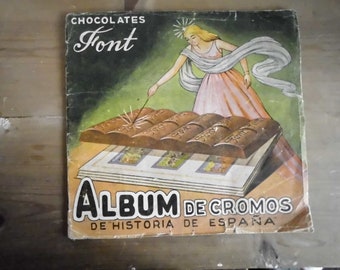 CHOCOLATES
Font
ALBUM DE CROMOS
DE HISTORIA DE ESPAÑA